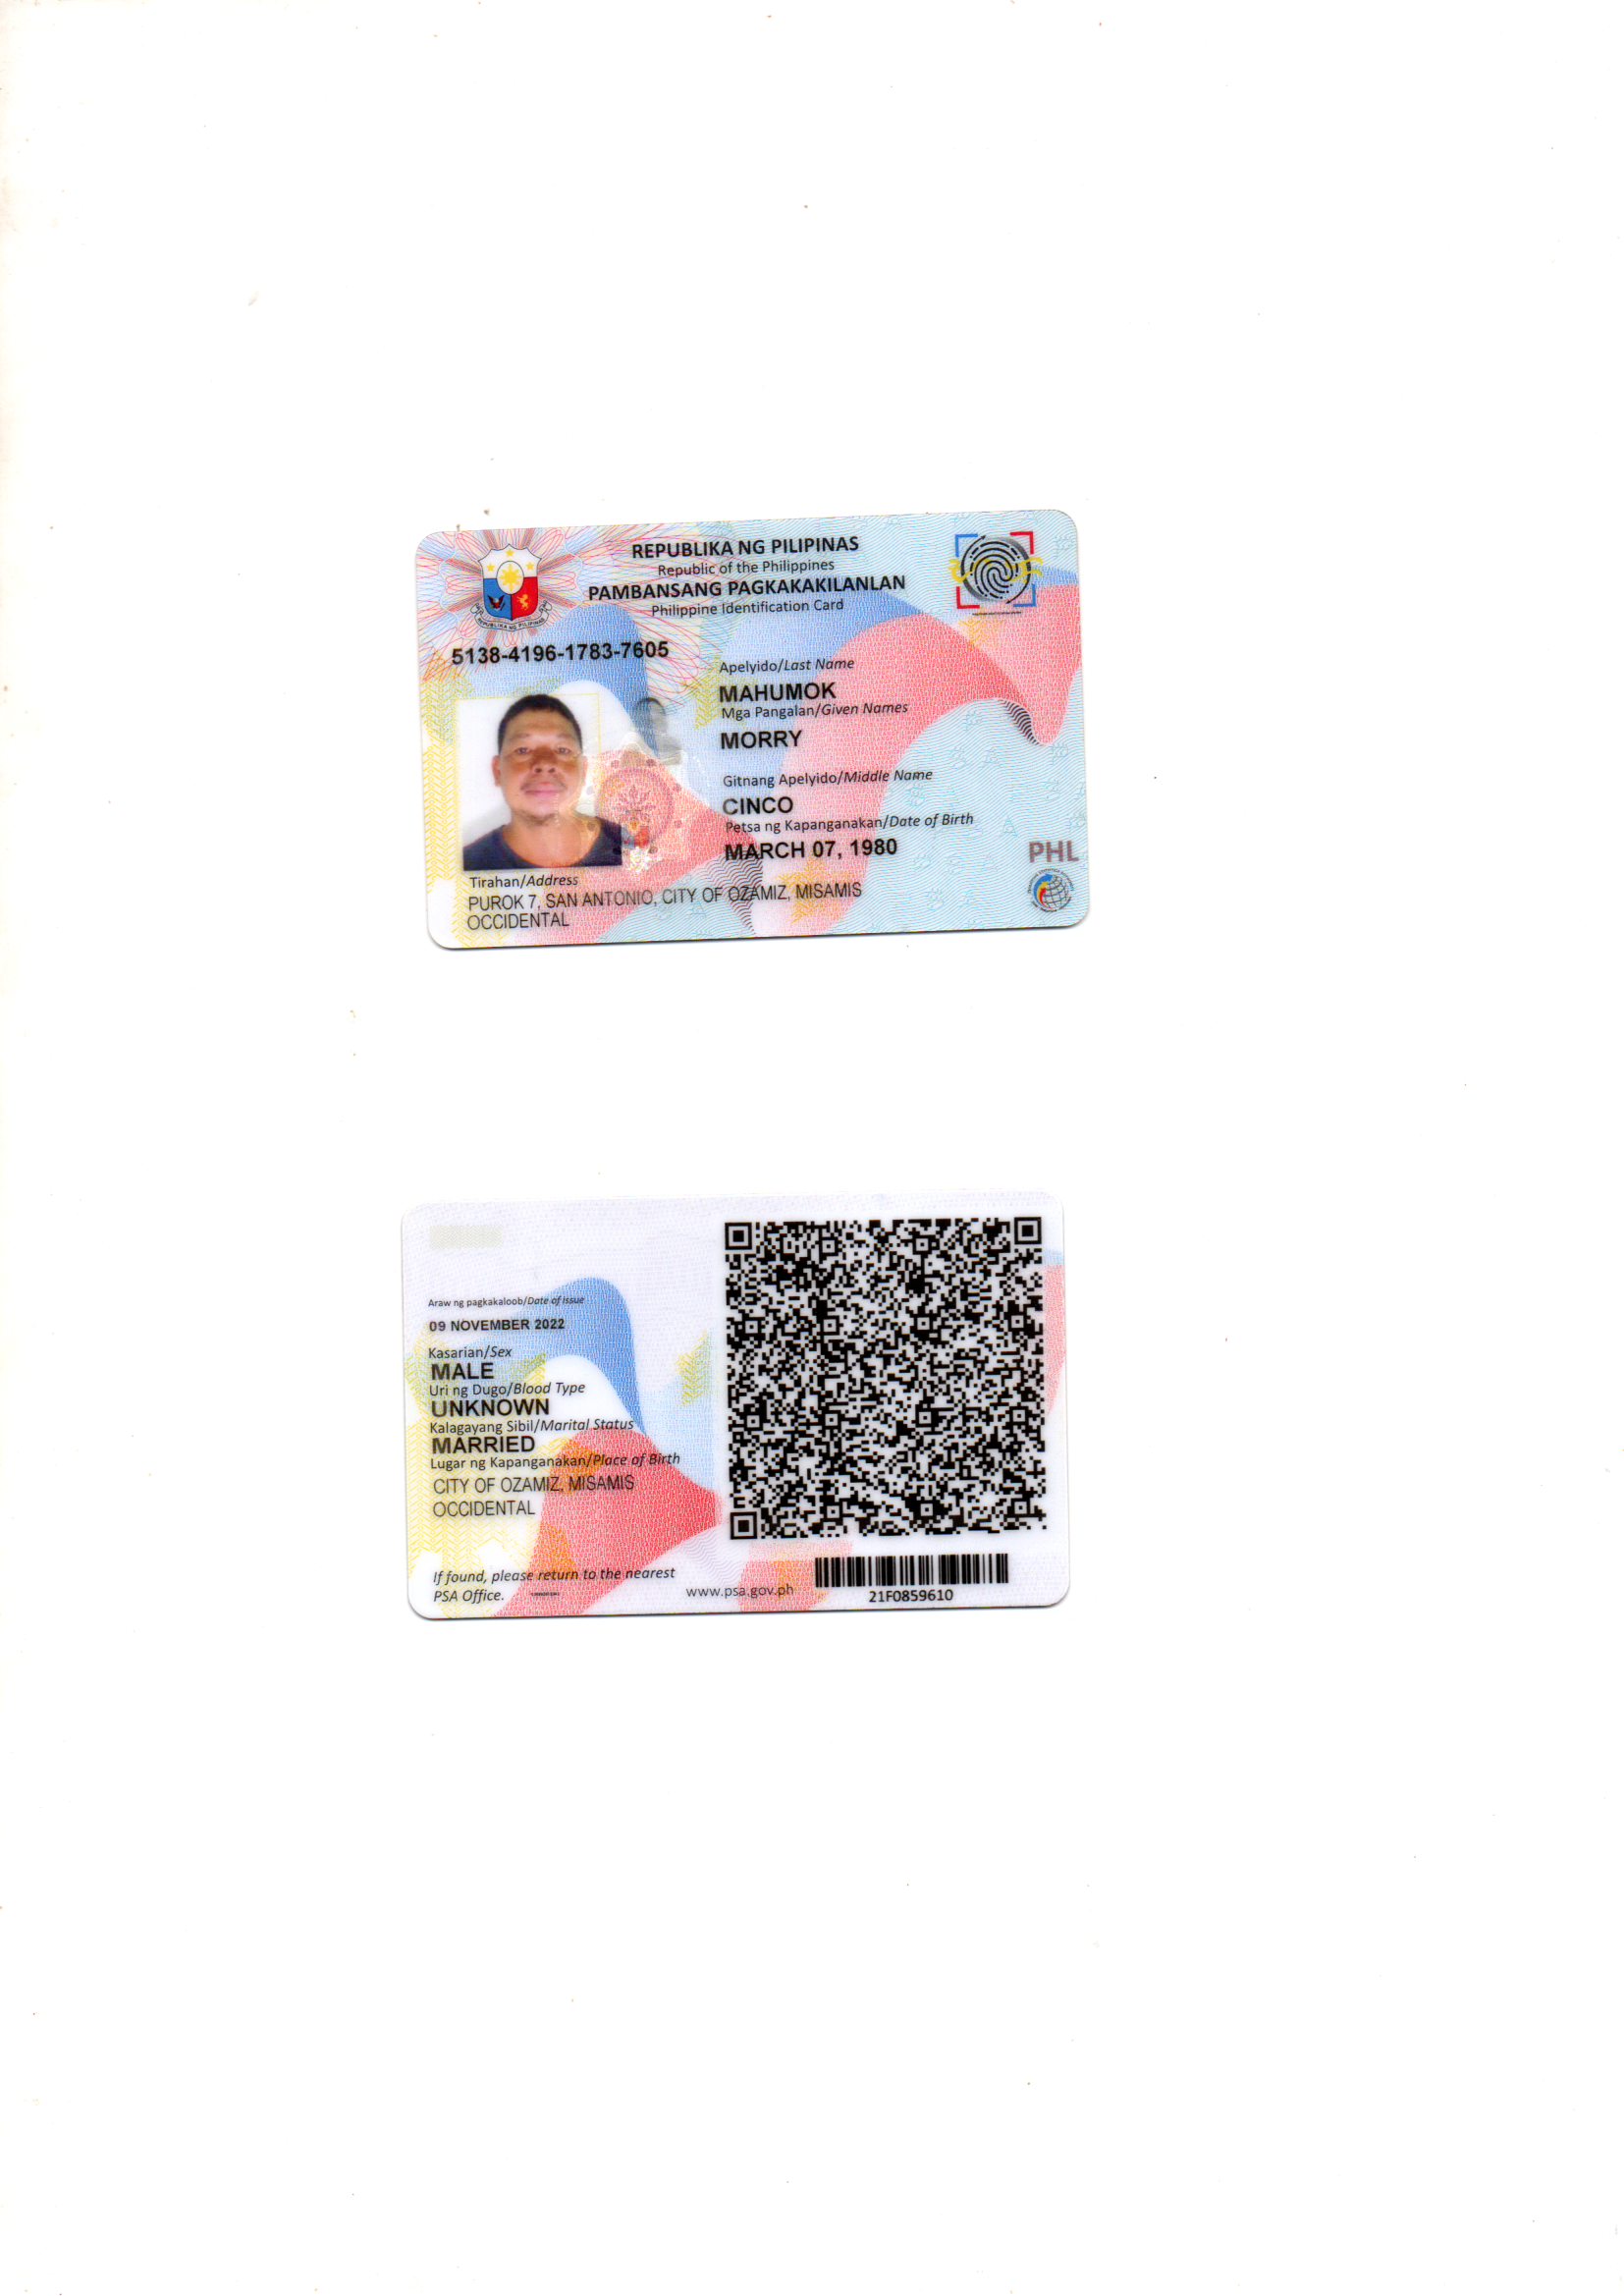 REPUBLIKA NG PILIPINAS
Republic of the Philippines
PAMBANSANG PAGKAKAKILANLAN
Philippine Identification Card
REPUBLIKA NG PILIPINAS
5138-4196-1783-7605
Apelyido/Last Name
MAHUMOK
Mga Pangalan/Given Names
MORRY
Gitnang Apelyido/Middle Name
CINCO
Petsa ng Kapanganakan/Date of Birth
MARCH 07, 1980
PHL
Tirahan/Address
PUROK 7, SAN ANTONIO, CITY OF OZAMIZ, MISAMIS
OCCIDENTAL
Araw ng pagkakaloob/Date of issue
09 NOVEMBER 2022
Kasarian/Sex
MALE
Uri ng Dugo/Blood Type
UNKNOWN
Kalagayang Sibil/Marital Status
MARRIED
Lugar ng Kapanganakan/Place of Birth
CITY OF OZAMIZ, MISAMIS
OCCIDENTAL
If found, please return to the nearest
PSA Office.
www.psa.gov.ph
21F0859610